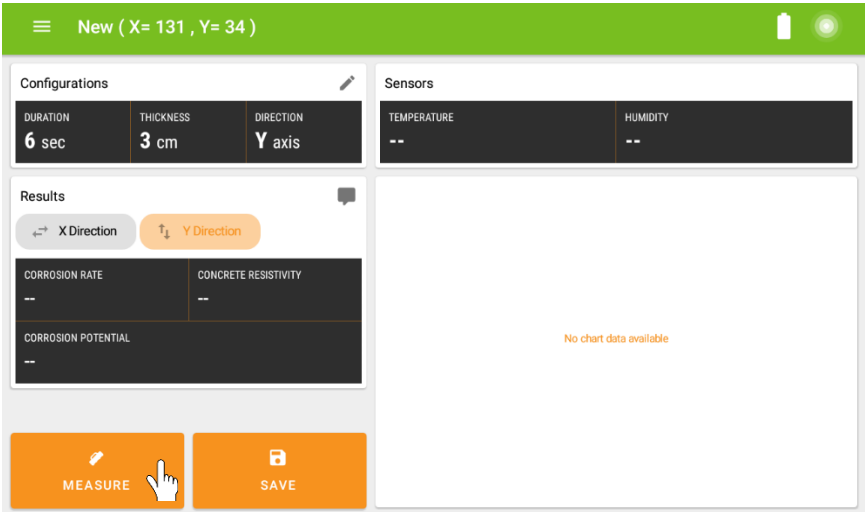 New ( X= 131 , Y= 34 )
Configurations
DURATION THICKNESS DIRECTION
6 sec 3 cm Y axis
Sensors
TEMPERATURE HUMIDITY
-- --
Results
X Direction Y Direction
CORROSION RATE CONCRETE RESISTIVITY
-- --
CORROSION POTENTIAL
--
No chart data available
MEASURE SAVE